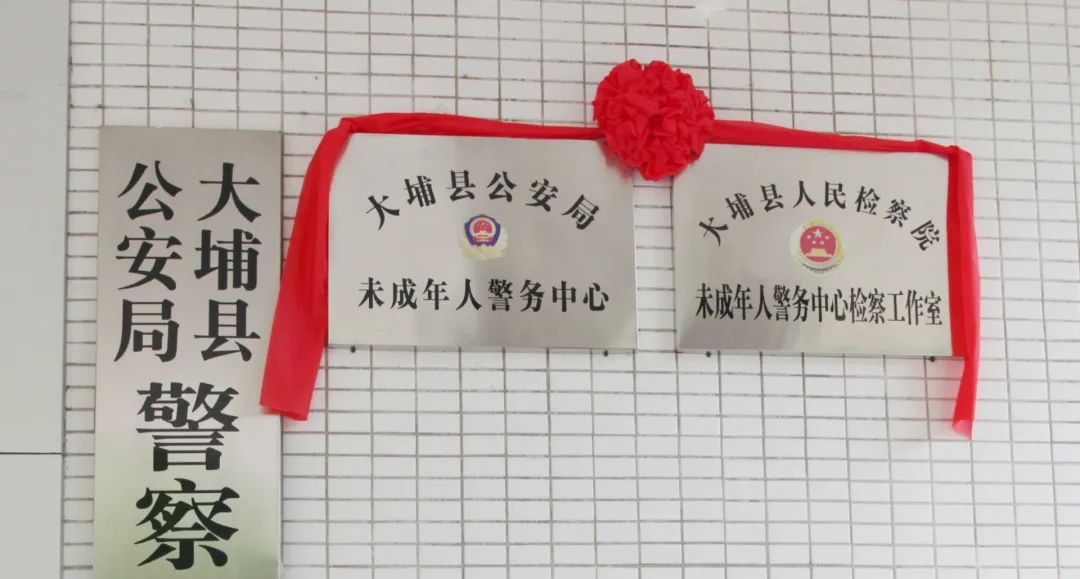 大埔县
公安局
警察
大埔县公安局
未成年人警务中心
大埔县人民检察院
未成年人警务中心检察工作室